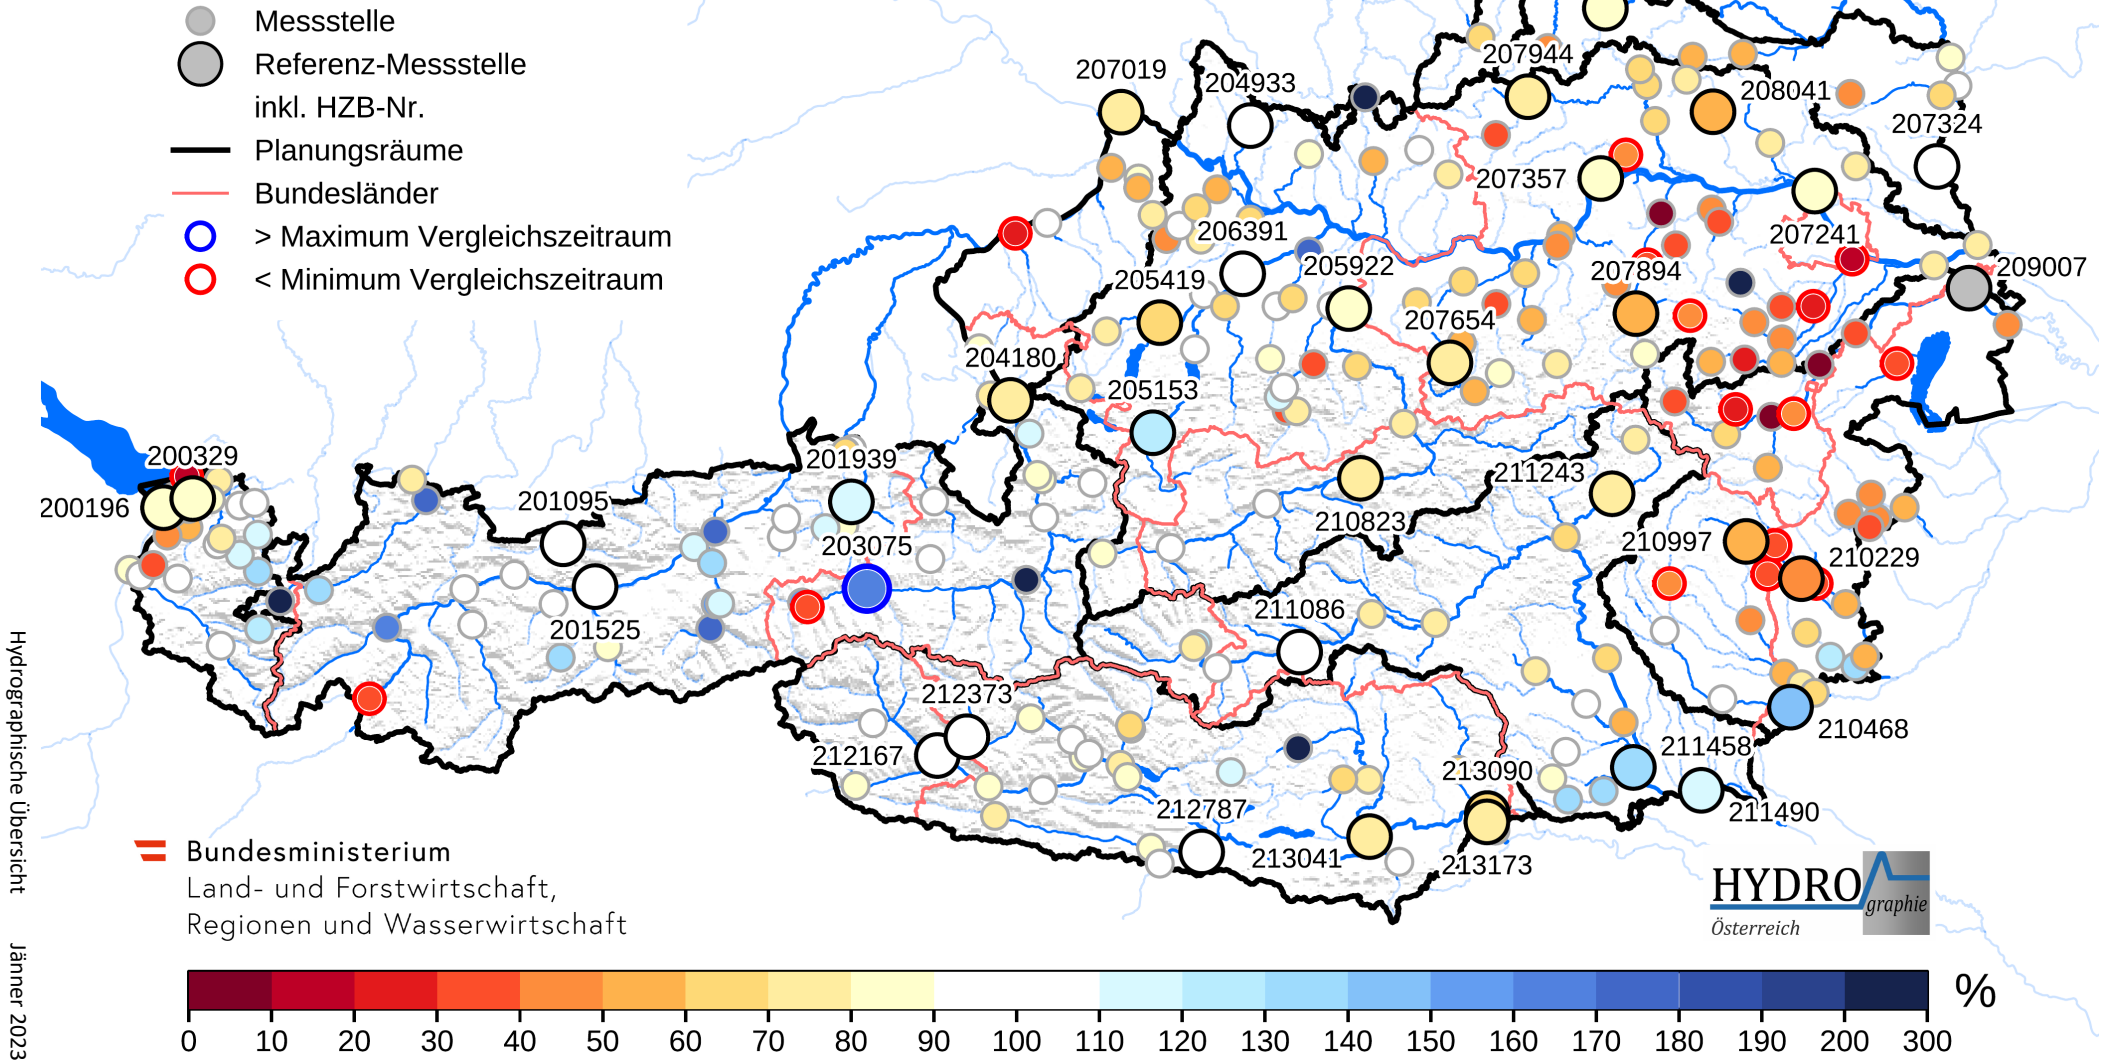 Messstelle
Referenz-Messstelle
inkl. HZB-Nr.
Planungsräume
Bundesländer
> Maximum Vergleichszeitraum
< Minimum Vergleichszeitraum
207944
207019
204933
208041
207324
207357
206391
207241
205922
207894
209007
205419
207654
204180
205153
200329
201939
211243
200196
201095
210823
203075
210997
210229
201525
211086
212373
210468
212167
211458
213090
212787
211490
213041
213173
Bundesministerium
Land- und Forstwirtschaft,
Regionen und Wasserwirtschaft
HYDRO
graphie
Österreich
Hydrographische Übersicht
Jänner 2023
%
0 10 20 30 40 50 60 70 80 90 100 110 120 130 140 150 160 170 180 190 200 300